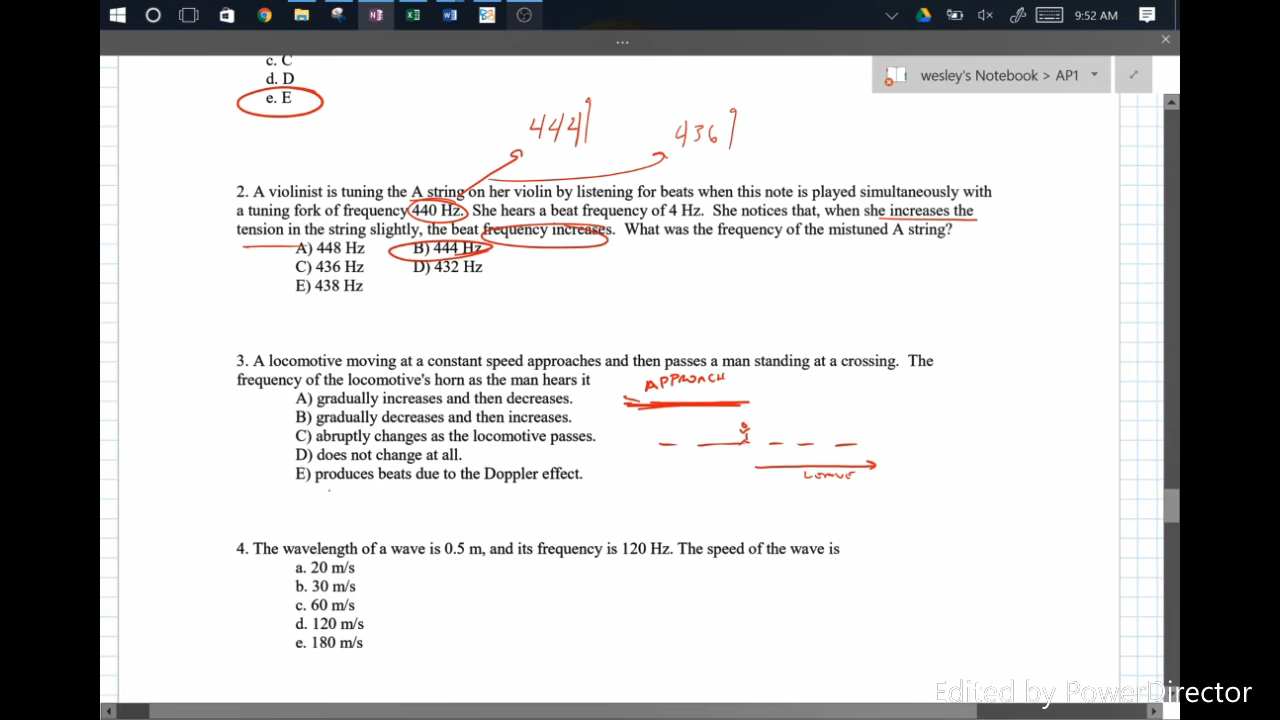 9:52 AM
...
wesley's Notebook > AP1
c. C
d. D
e. E
444
436
2. A violinist is tuning the A string on her violin by listening for beats when this note is played simultaneously with
a tuning fork of frequency 440 Hz. She hears a beat frequency of 4 Hz. She notices that, when she increases the
tension in the string slightly, the beat frequency increases. What was the frequency of the mistuned A string?
A) 448 Hz B) 444 Hz
C) 436 Hz D) 432 Hz
E) 438 Hz
3. A locomotive moving at a constant speed approaches and then passes a man standing at a crossing. The
frequency of the locomotive's horn as the man hears it
APPROACH
A) gradually increases and then decreases.
B) gradually decreases and then increases.
C) abruptly changes as the locomotive passes.
D) does not change at all.
E) produces beats due to the Doppler effect.
LEAVE
4. The wavelength of a wave is 0.5 m, and its frequency is 120 Hz. The speed of the wave is
a. 20 m/s
b. 30 m/s
c. 60 m/s
d. 120 m/s
e. 180 m/s
Edited by PowerDirector